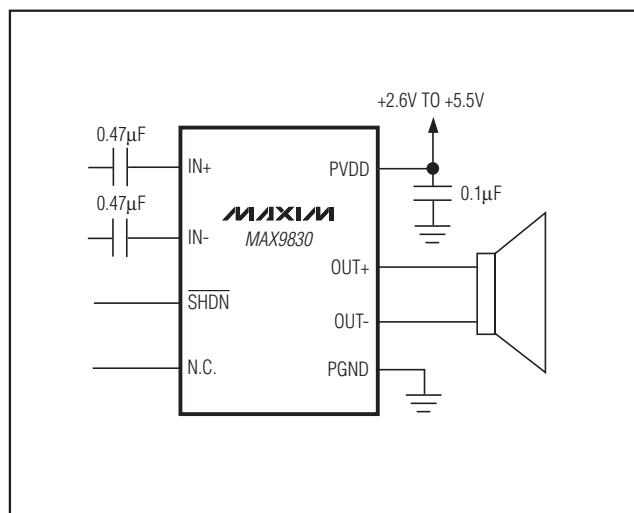 +2.6V TO +5.5V
0.47μF
IN+
PVDD
0.1μF
0.47μF
MAXIM
MAX9830
IN-
OUT+
SHDN
OUT-
N.C.
PGND